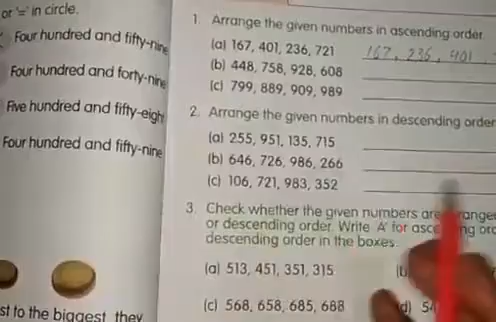 or '=' in circle.
Four hundred and fifty-nine
Four hundred and forty-nine
Five hundred and fifty-eight
Four hundred and fifty-nine
st to the biggest they
1. Arrange the given numbers in ascending order
(a) 167, 401, 236, 721 167, 236, 401
(b) 448, 758, 928, 608
(c) 799, 889, 909, 989
2. Arrange the given numbers in descending order
(a) 255, 951, 135, 715
(b) 646, 726, 986, 266
(c) 106, 721, 983, 352
3. Check whether the given numbers are
or descending order. Write 'A' for
descending order in the boxes.
(a) 513, 451, 351, 315 (b
(c) 568, 658, 685, 688 d)